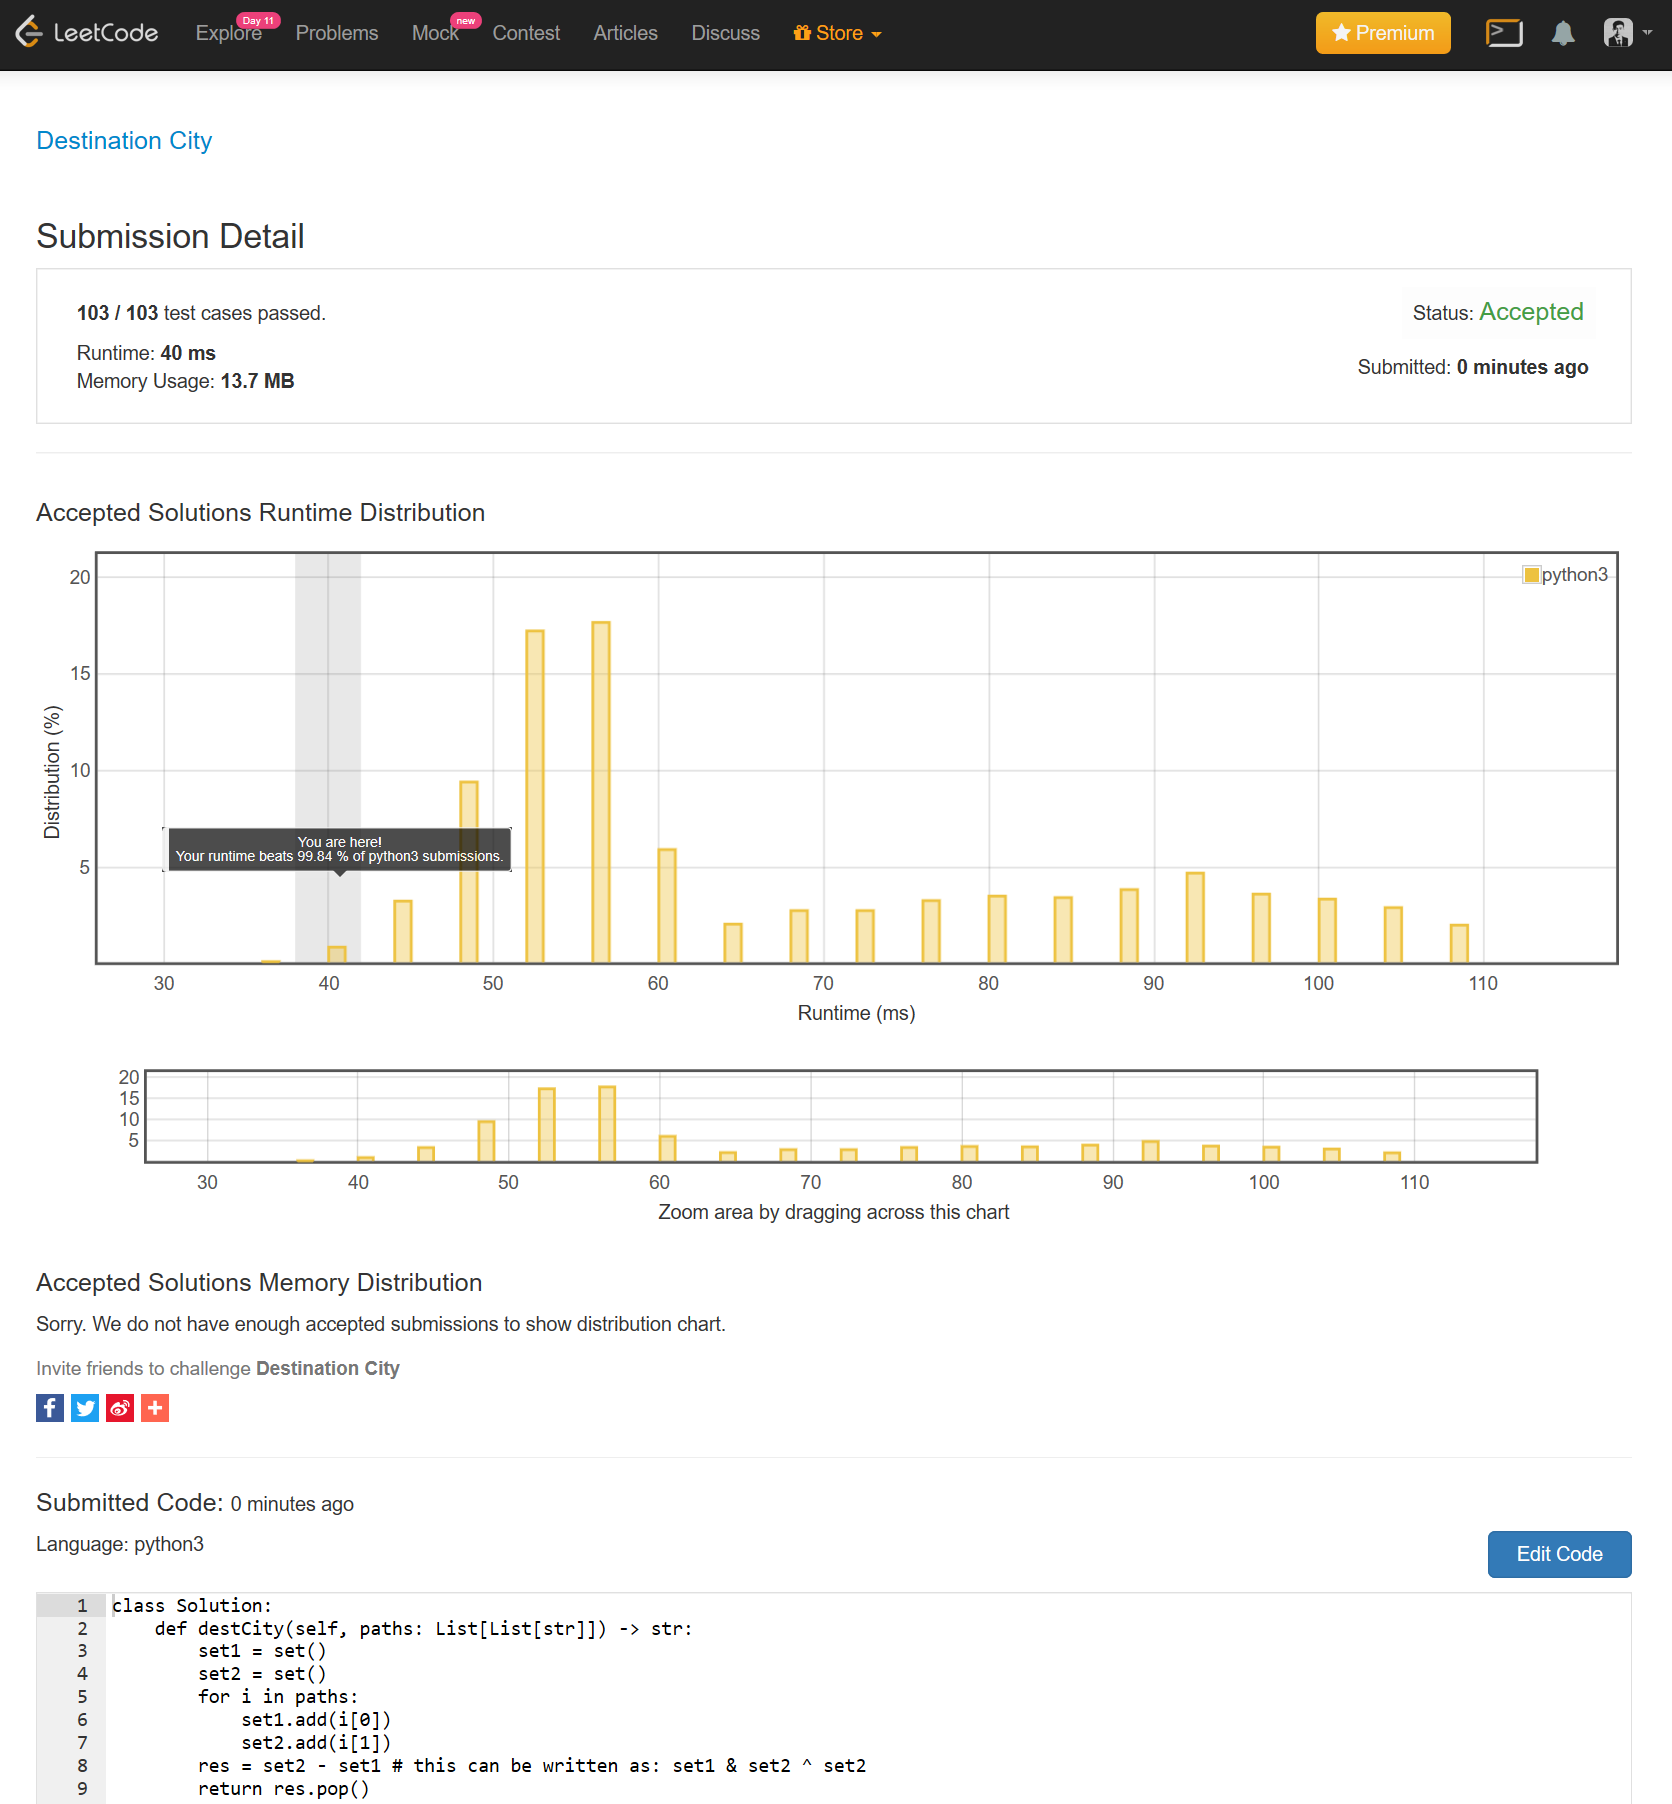 LeetCode Explore Day 11 Problems Mock new Contest Articles Discuss Store Premium
Destination City
Submission Detail
103 / 103 test cases passed.
Status: Accepted
Runtime: 40 ms
Submitted: 0 minutes ago
Memory Usage: 13.7 MB
Accepted Solutions Runtime Distribution
python3
20
15
10
5
Distribution (%)
You are here!
Your runtime beats 99.84 % of python3 submissions.
30 40 50 60 70 80 90 100 110
Runtime (ms)
20
15
10
5
30 40 50 60 70 80 90 100 110
Zoom area by dragging across this chart
Accepted Solutions Memory Distribution
Sorry. We do not have enough accepted submissions to show distribution chart.
Invite friends to challenge Destination City
Submitted Code: 0 minutes ago
Language: python3
Edit Code
1 class Solution:
2     def destCity(self, paths: List[List[str]]) -> str:
3         set1 = set()
4         set2 = set()
5         for i in paths:
6             set1.add(i[0])
7             set2.add(i[1])
8         res = set2 - set1 # this can be written as: set1 & set2 ^ set2
9         return res.pop()